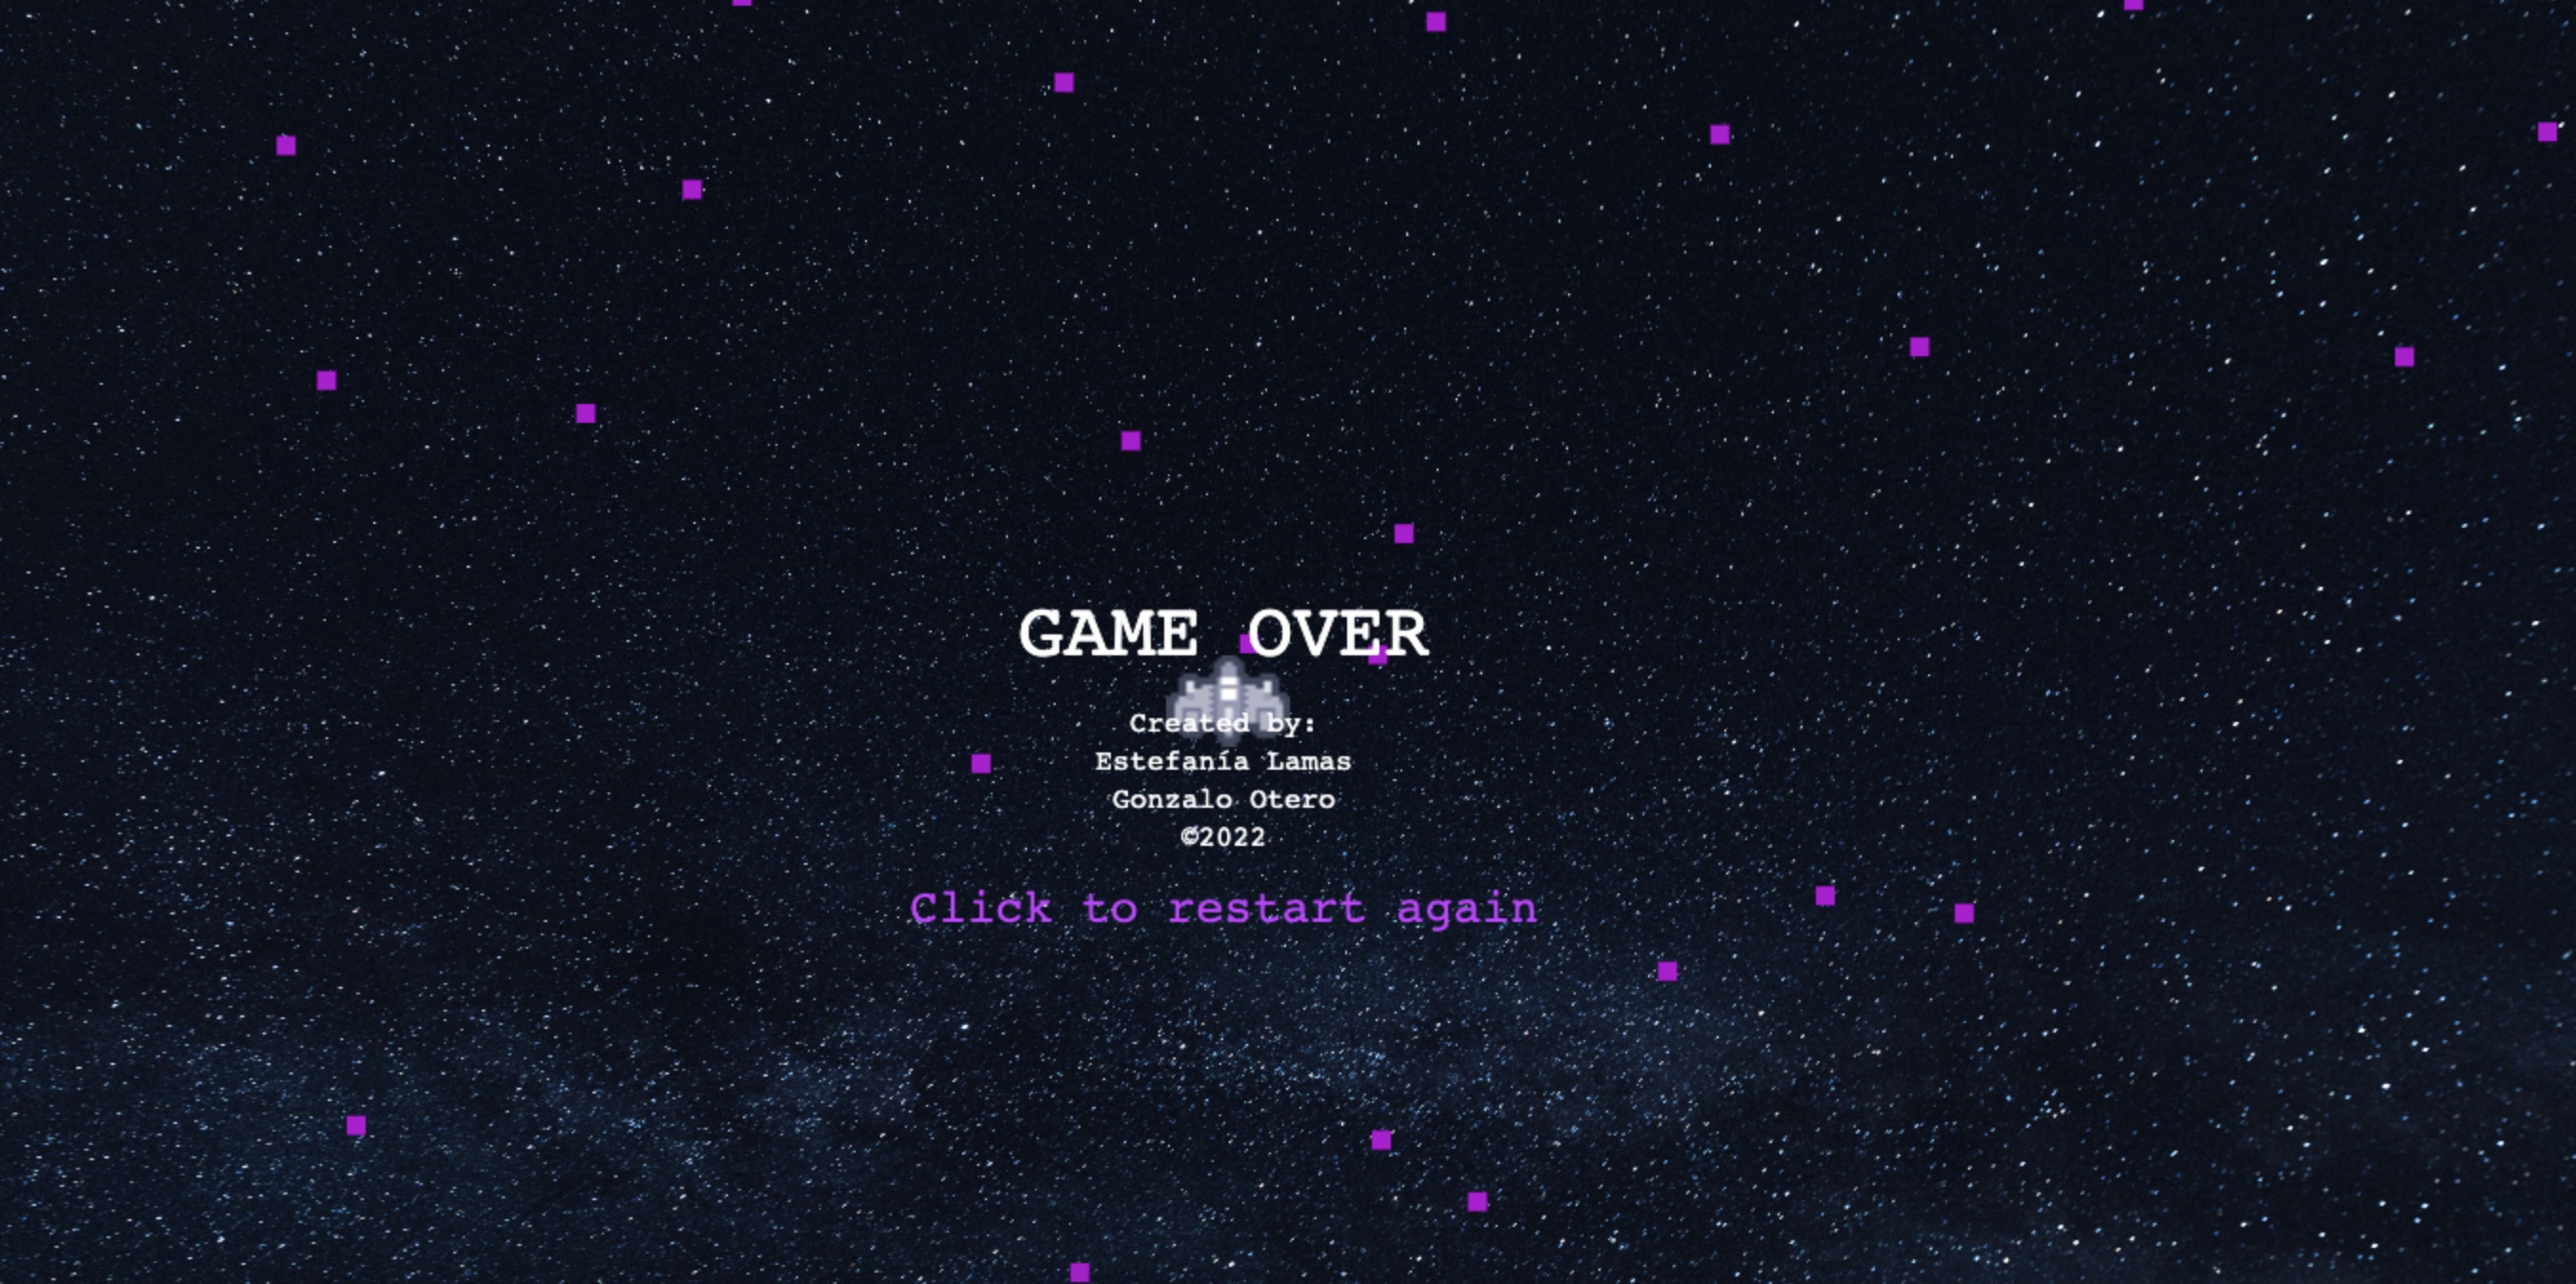 GAME OVER
Created by:
Estefanía Lamas
Gonzalo Otero
©2022
Click to restart again